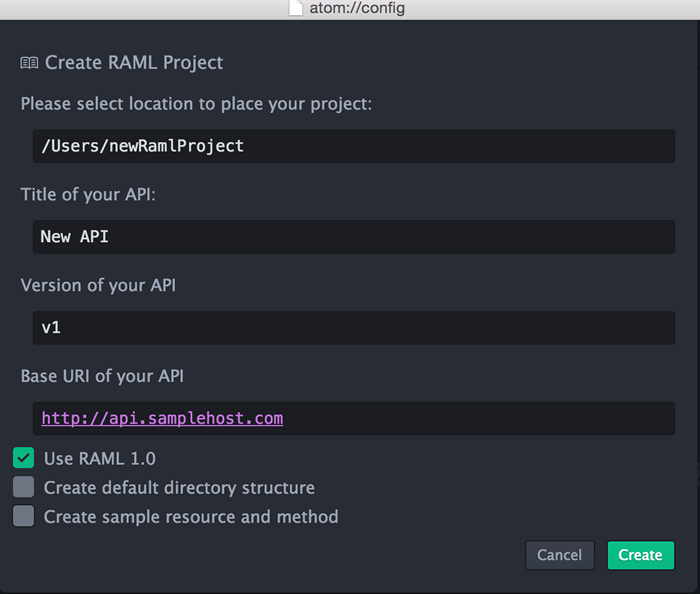 atom://config
Create RAML Project
Please select location to place your project:
/Users/newRamlProject
Title of your API:
New API
Version of your API
v1
Base URI of your API
http://api.samplehost.com
Use RAML 1.0
Create default directory structure
Create sample resource and method
Cancel Create